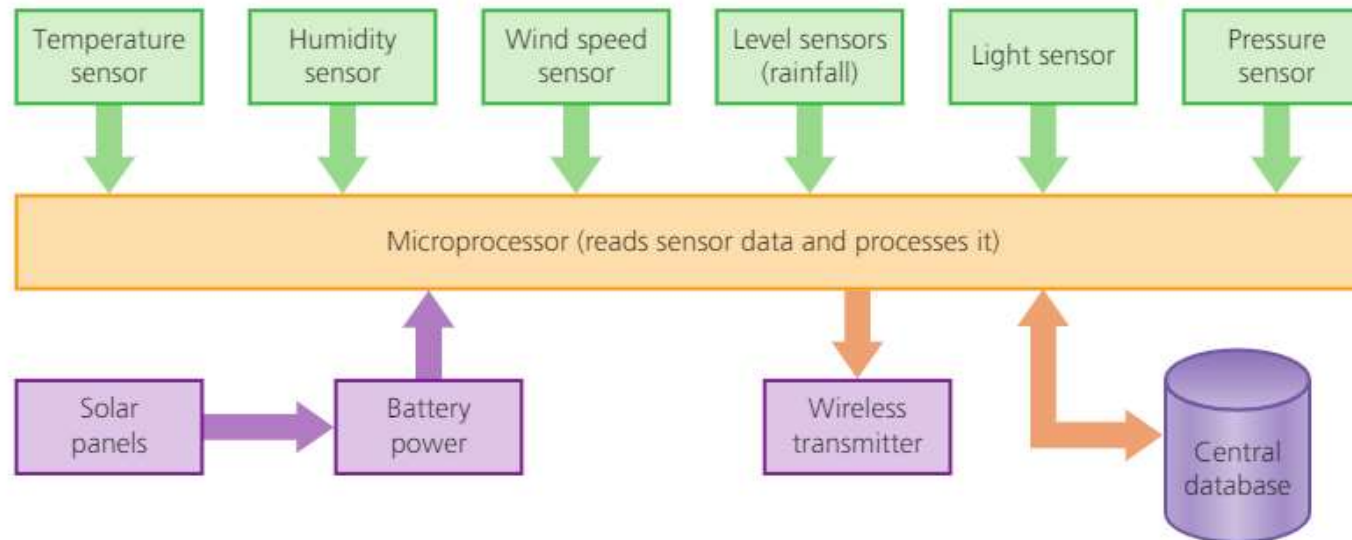 Temperature
sensor
Humidity
sensor
Wind speed
sensor
Level sensors
(rainfall)
Light sensor
Pressure
sensor
Microprocessor (reads sensor data and processes it)
Solar
panels
Battery
power
Wireless
transmitter
Central
database